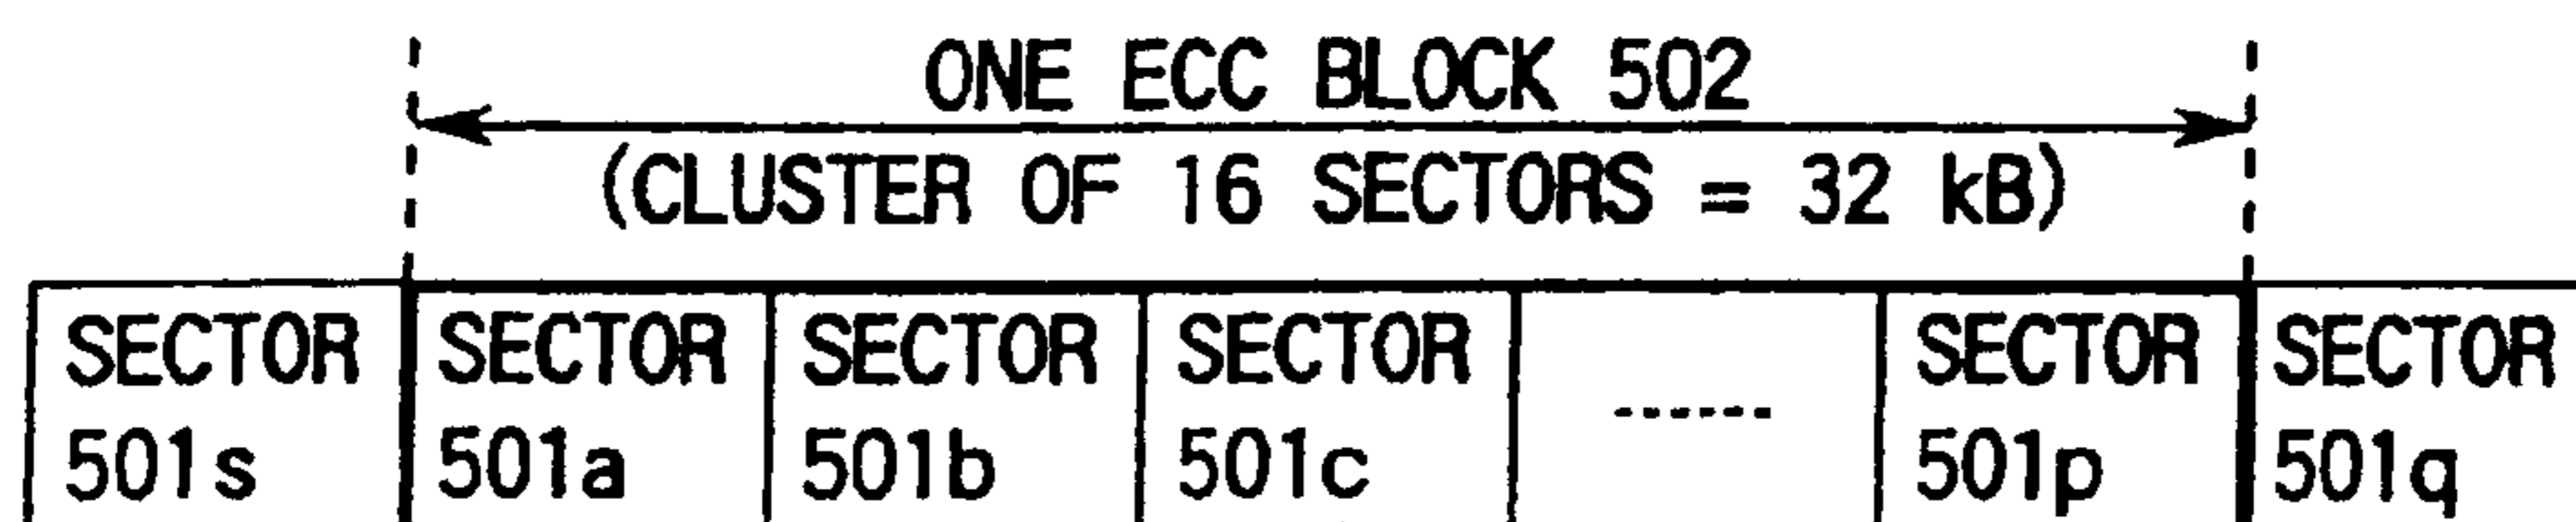 ONE ECC BLOCK 502
(CLUSTER OF 16 SECTORS = 32 kB)
SECTOR SECTOR SECTOR SECTOR ------ SECTOR SECTOR
501s 501a 501b 501c 501p 501q